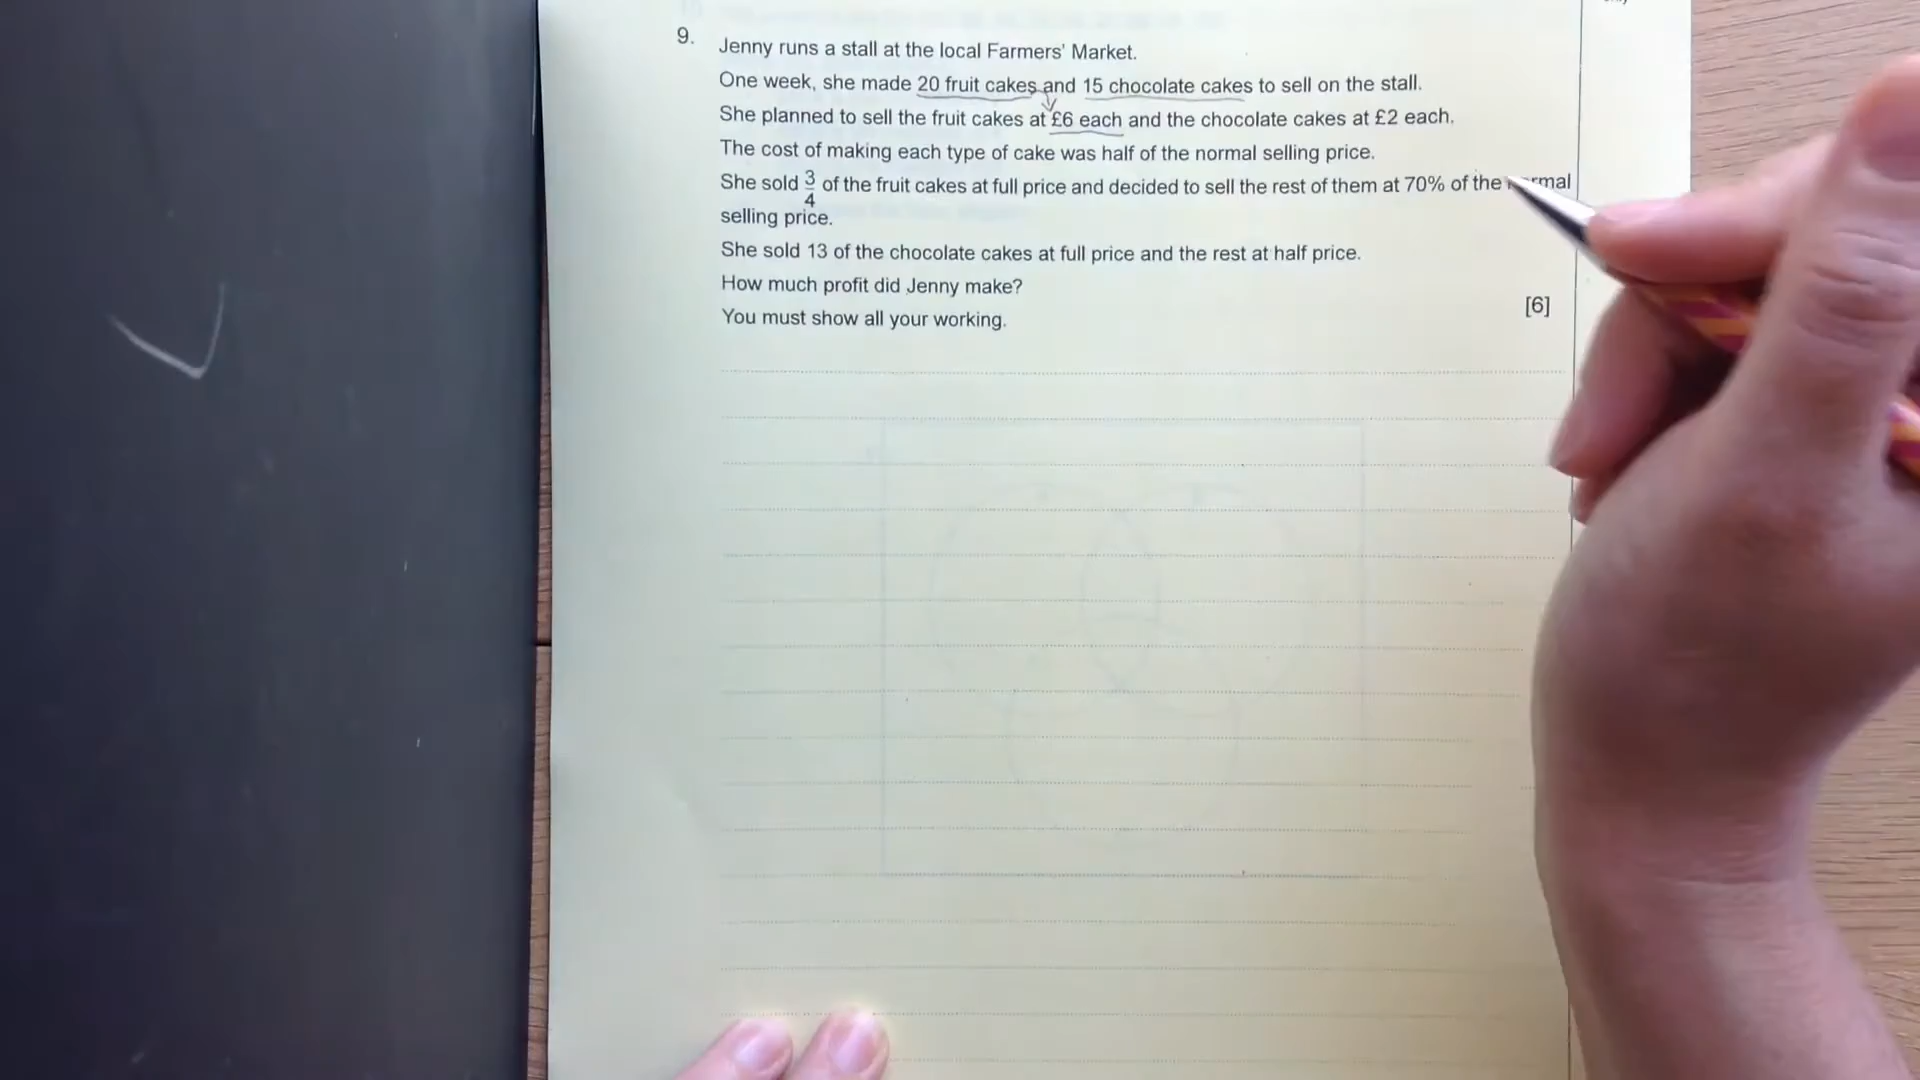 9.
Jenny runs a stall at the local Farmers' Market.
One week, she made 20 fruit cakes and 15 chocolate cakes to sell on the stall.
She planned to sell the fruit cakes at £6 each and the chocolate cakes at £2 each.
The cost of making each type of cake was half of the normal selling price.
She sold 3/4 of the fruit cakes at full price and decided to sell the rest of them at 70% of the normal
selling price.
She sold 13 of the chocolate cakes at full price and the rest at half price.
How much profit did Jenny make?
[6]
You must show all your working.